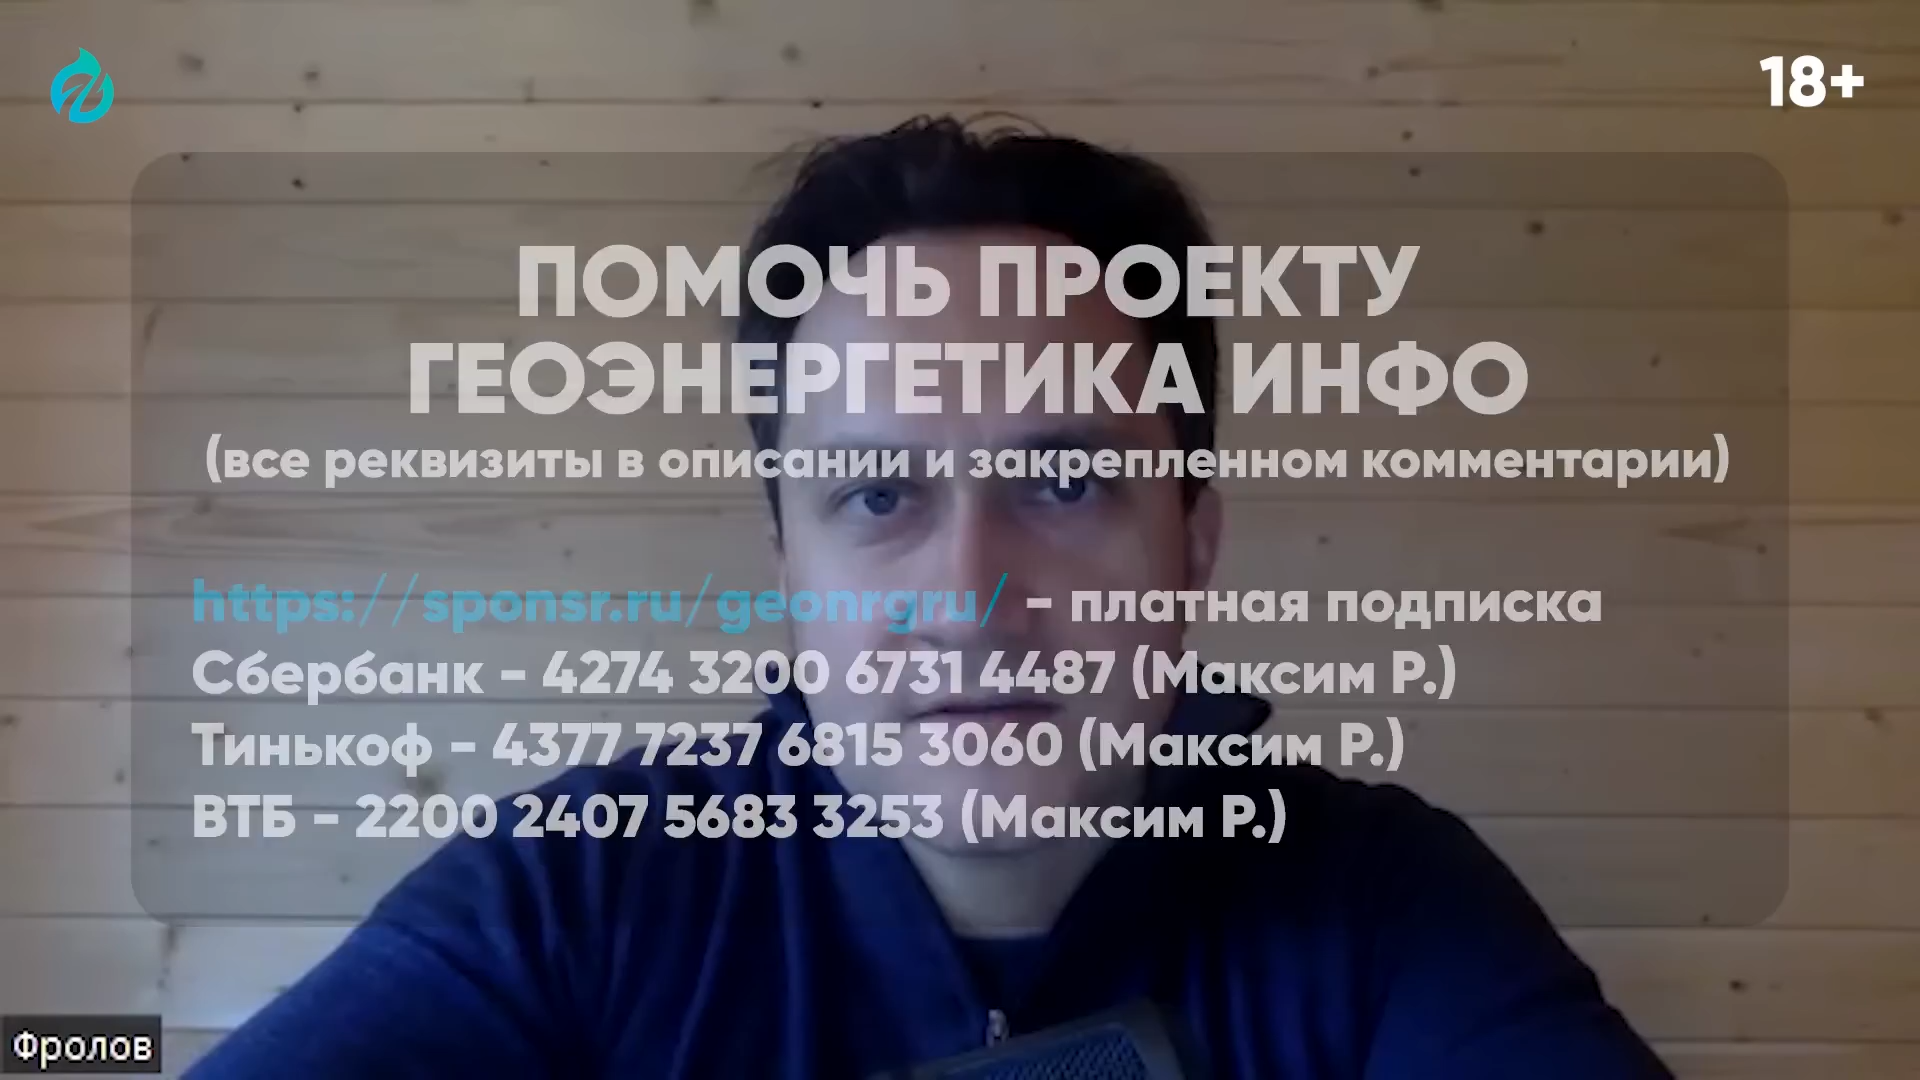 18+
ПОМОЧЬ ПРОЕКТУ
ГЕОЭНЕРГЕТИКА ИНФО
(все реквизиты в описании и закрепленном комментарии)
https://sponsr.ru/geonrgru/ - платная подписка
Сбербанк - 4274 3200 6731 4487 (Максим Р.)
Тинькоф - 4377 7237 6815 3060 (Максим Р.)
ВТБ - 2200 2407 5683 3253 (Максим Р.)
Фролов